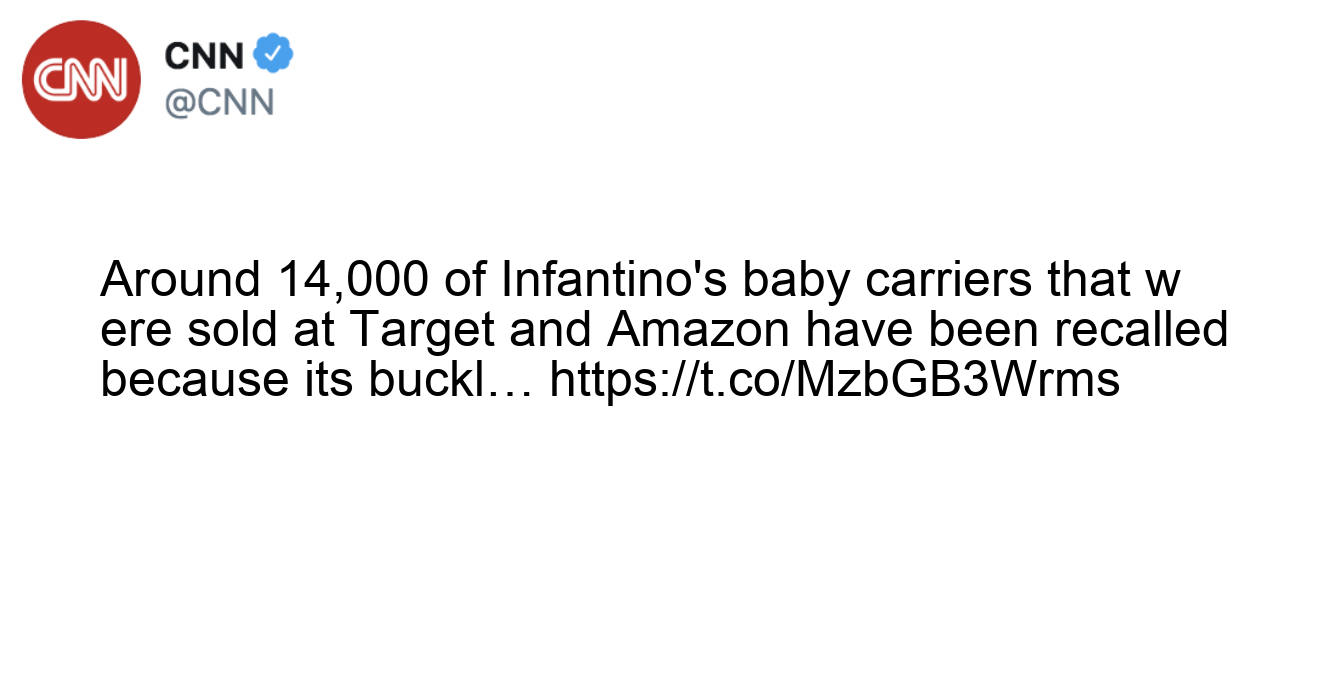 CNN
CNN
@CNN
Around 14,000 of Infantino's baby carriers that w
ere sold at Target and Amazon have been recalled
because its buckl… https://t.co/MzbGB3Wrms